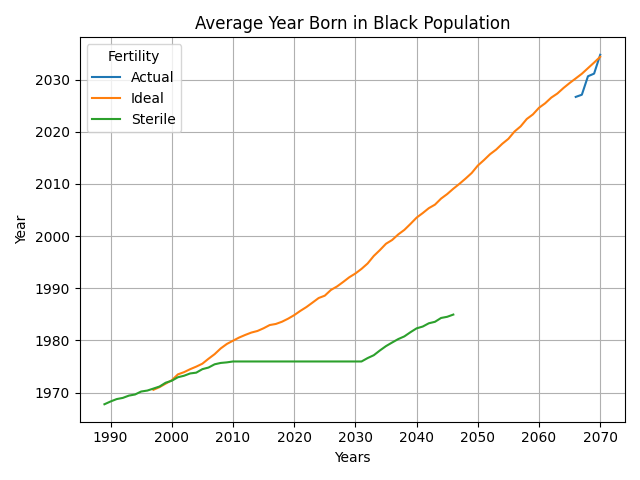 Average Year Born in Black Population
Fertility
Actual
Ideal
Sterile
Year
2030
2020
2010
2000
1990
1980
1970
1990 2000 2010 2020 2030 2040 2050 2060 2070
Years